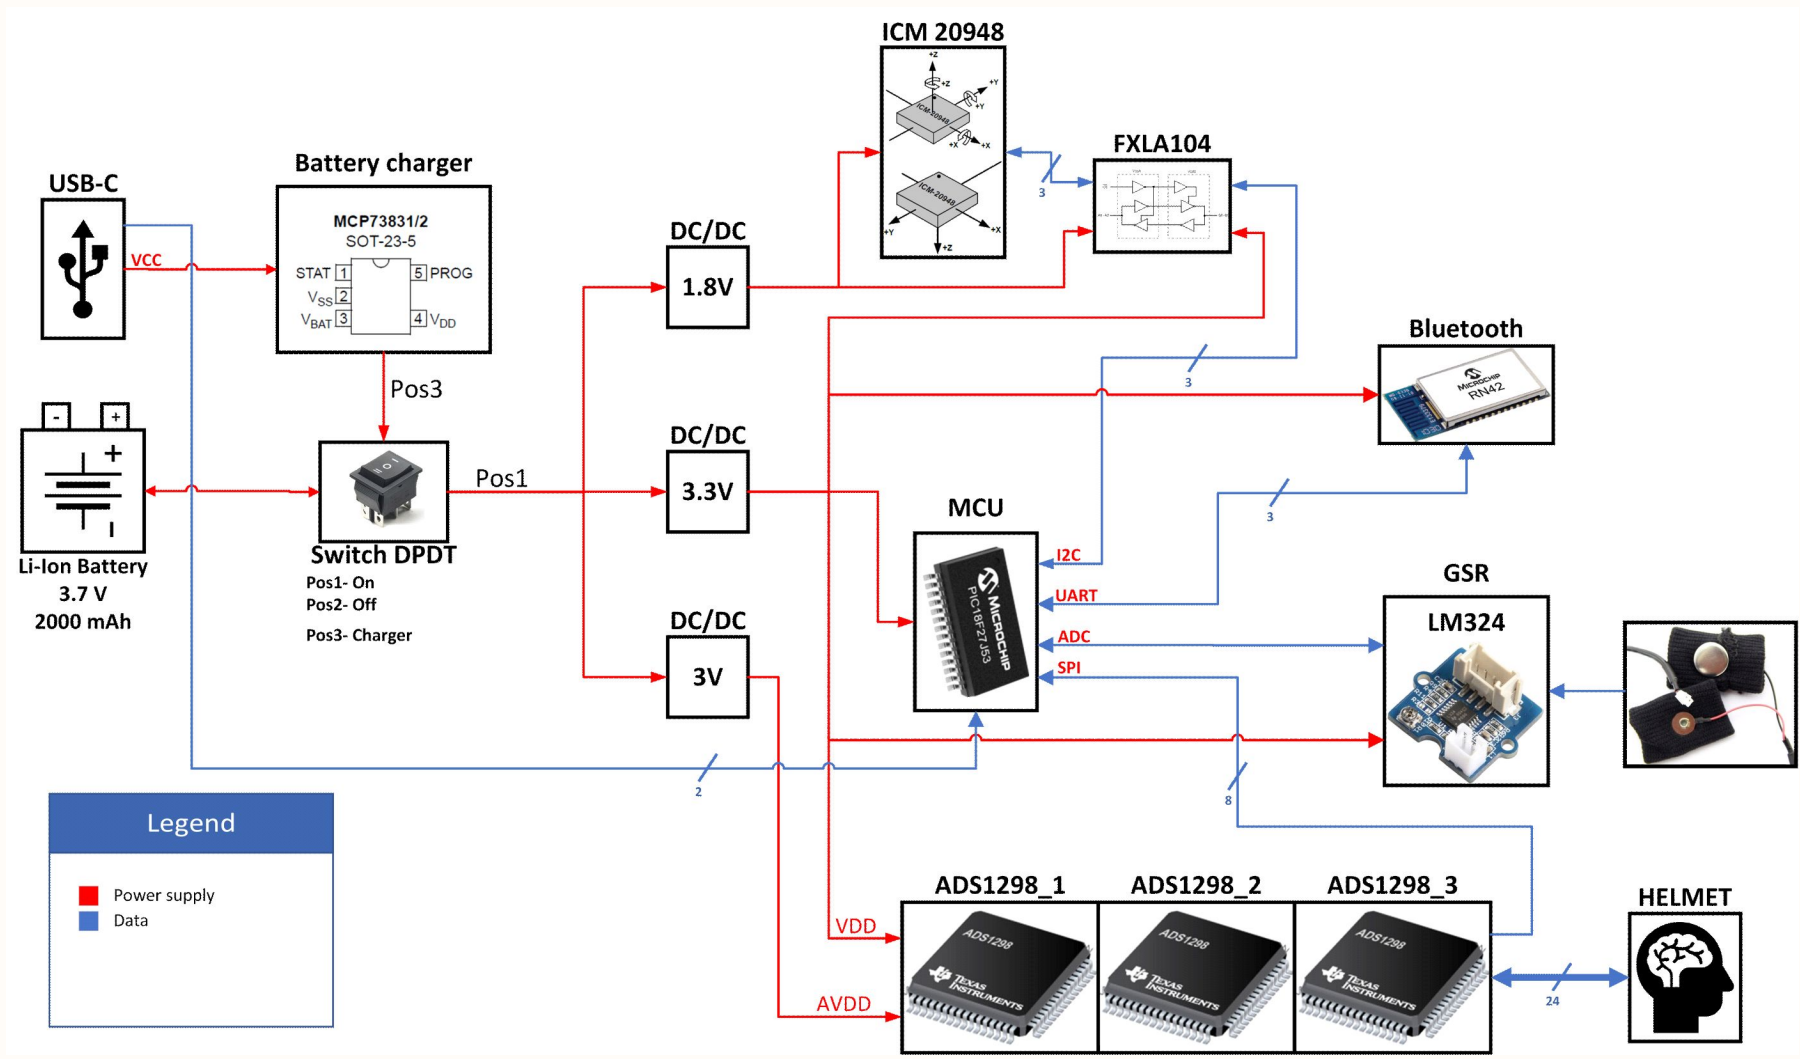 ICM 20948
+Z
+Z
+Y
+Y
ICM-20948
+X
+X
ICM-20948
+Y
+X
+Z
3
FXLA104
Battery charger
MCP73831/2
SOT-23-5
STAT 1
5 PROG
VSS 2
VBAT 3
4 VDD
USB-C
VCC
Pos3
- +
+
Li-Ion Battery
3.7 V
2000 mAh
Pos1
Switch DPDT
Pos1- On
Pos2- Off
Pos3- Charger
DC/DC
1.8V
DC/DC
3.3V
DC/DC
3V
3
Bluetooth
MICROCHIP
RN42
3
MCU
MICROCHIP
PIC18F27J53
I2C
UART
ADC
SPI
GSR
LM324
2
8
Legend
Power supply
Data
VDD
AVDD
ADS1298_1
ADS1298_2
ADS1298_3
ADS1298
TEXAS
INSTRUMENTS
ADS1298
TEXAS
INSTRUMENTS
ADS1298
TEXAS
INSTRUMENTS
24
HELMET